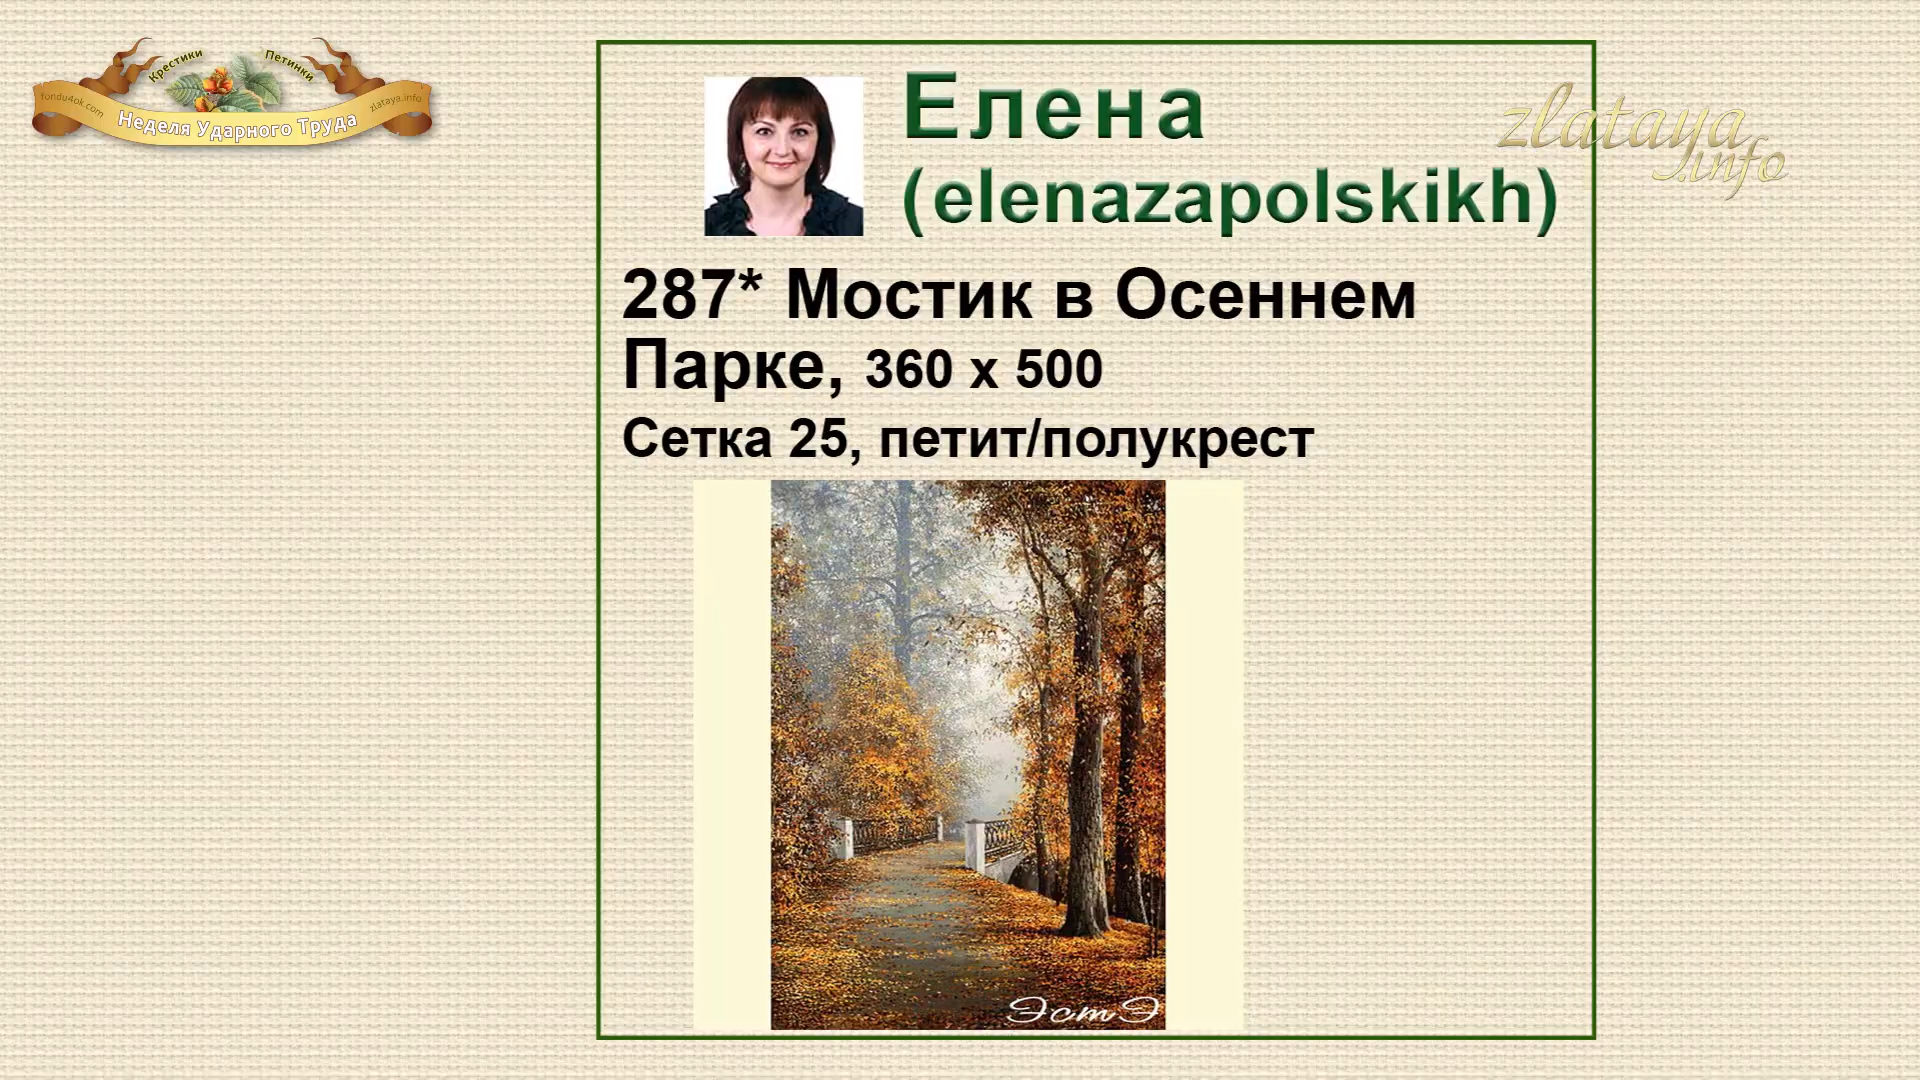 Крестики Петинки
fondu4ok.com zlataya.info
Неделя Ударного Труда
Елена
zlataya.info
(elenazapolskikh)
287* Мостик в Осеннем
Парке, 360 x 500
Сетка 25, петит/полукрест
ЭстЭ